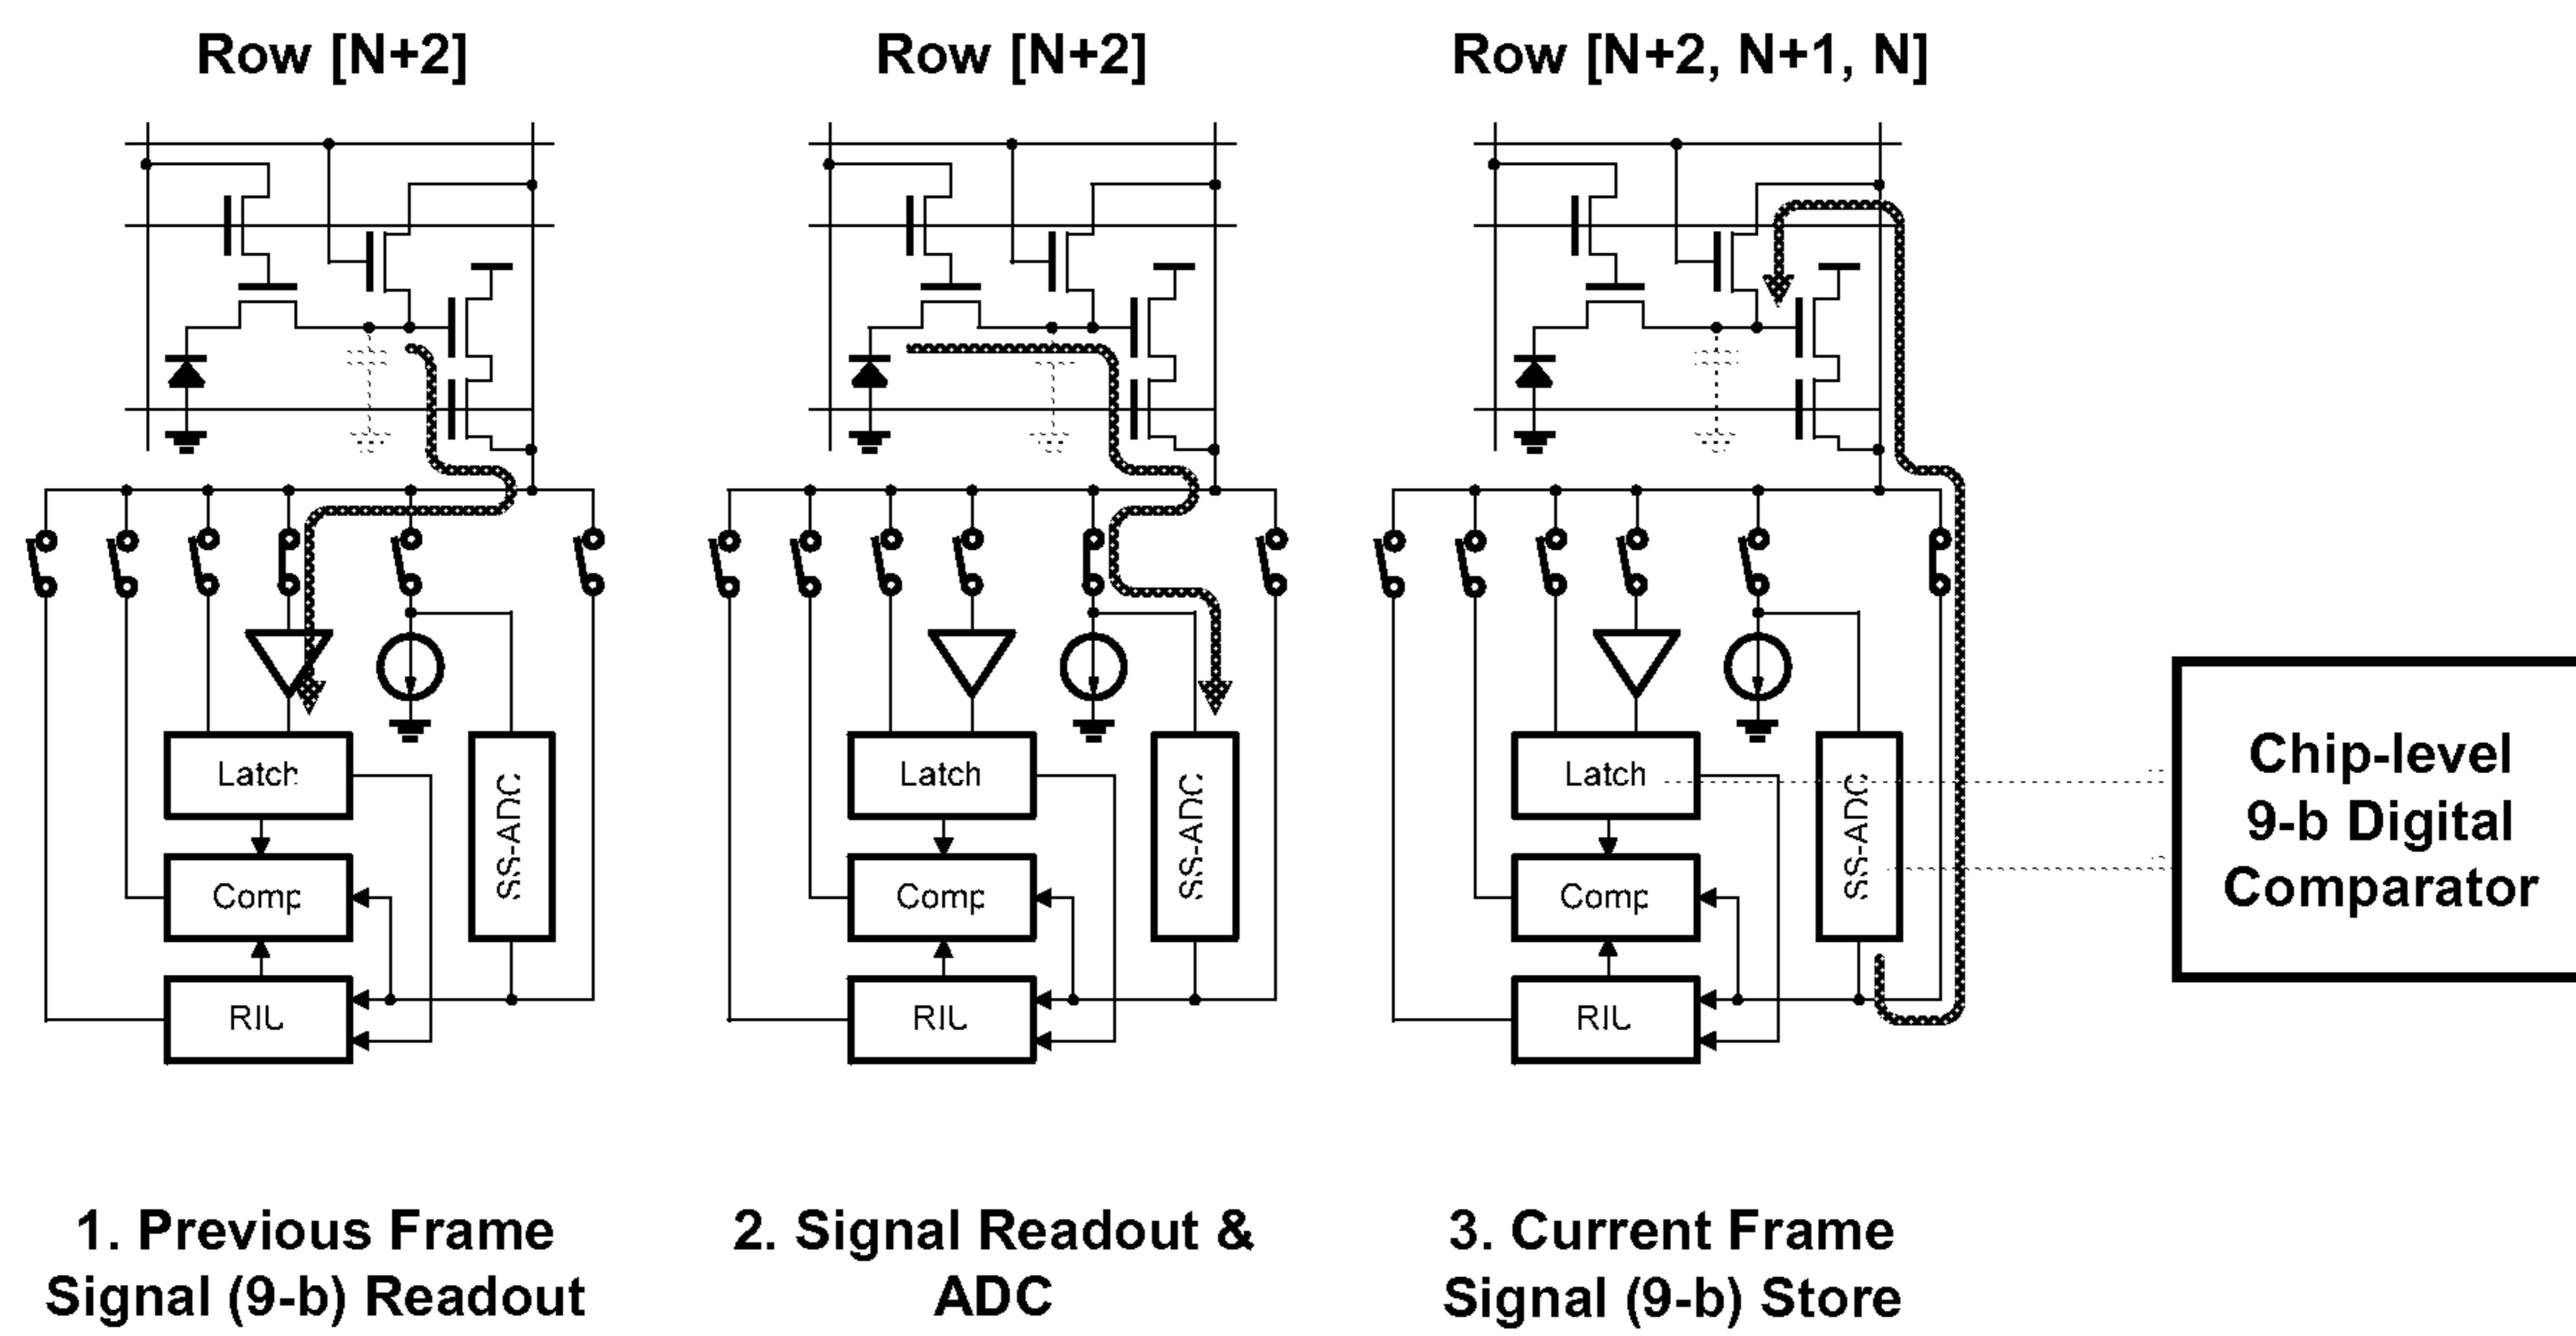 Row [N+2]
Row [N+2]
Row [N+2, N+1, N]
Latch
Comp
RIU
SS-ADC
Latch
Comp
RIU
SS-ADC
Latch
Comp
RIU
SS-ADC
Chip-level
9-b Digital
Comparator
1. Previous Frame
Signal (9-b) Readout
2. Signal Readout &
ADC
3. Current Frame
Signal (9-b) Store